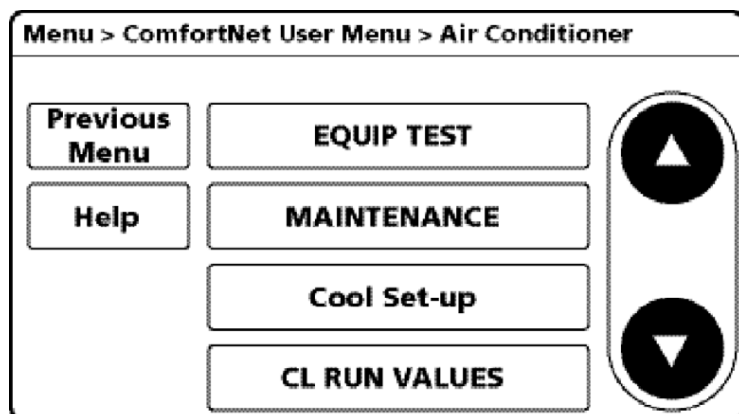 Menu > ComfortNet User Menu > Air Conditioner
Previous
Menu
EQUIP TEST
Help
MAINTENANCE
Cool Set-up
CL RUN VALUES